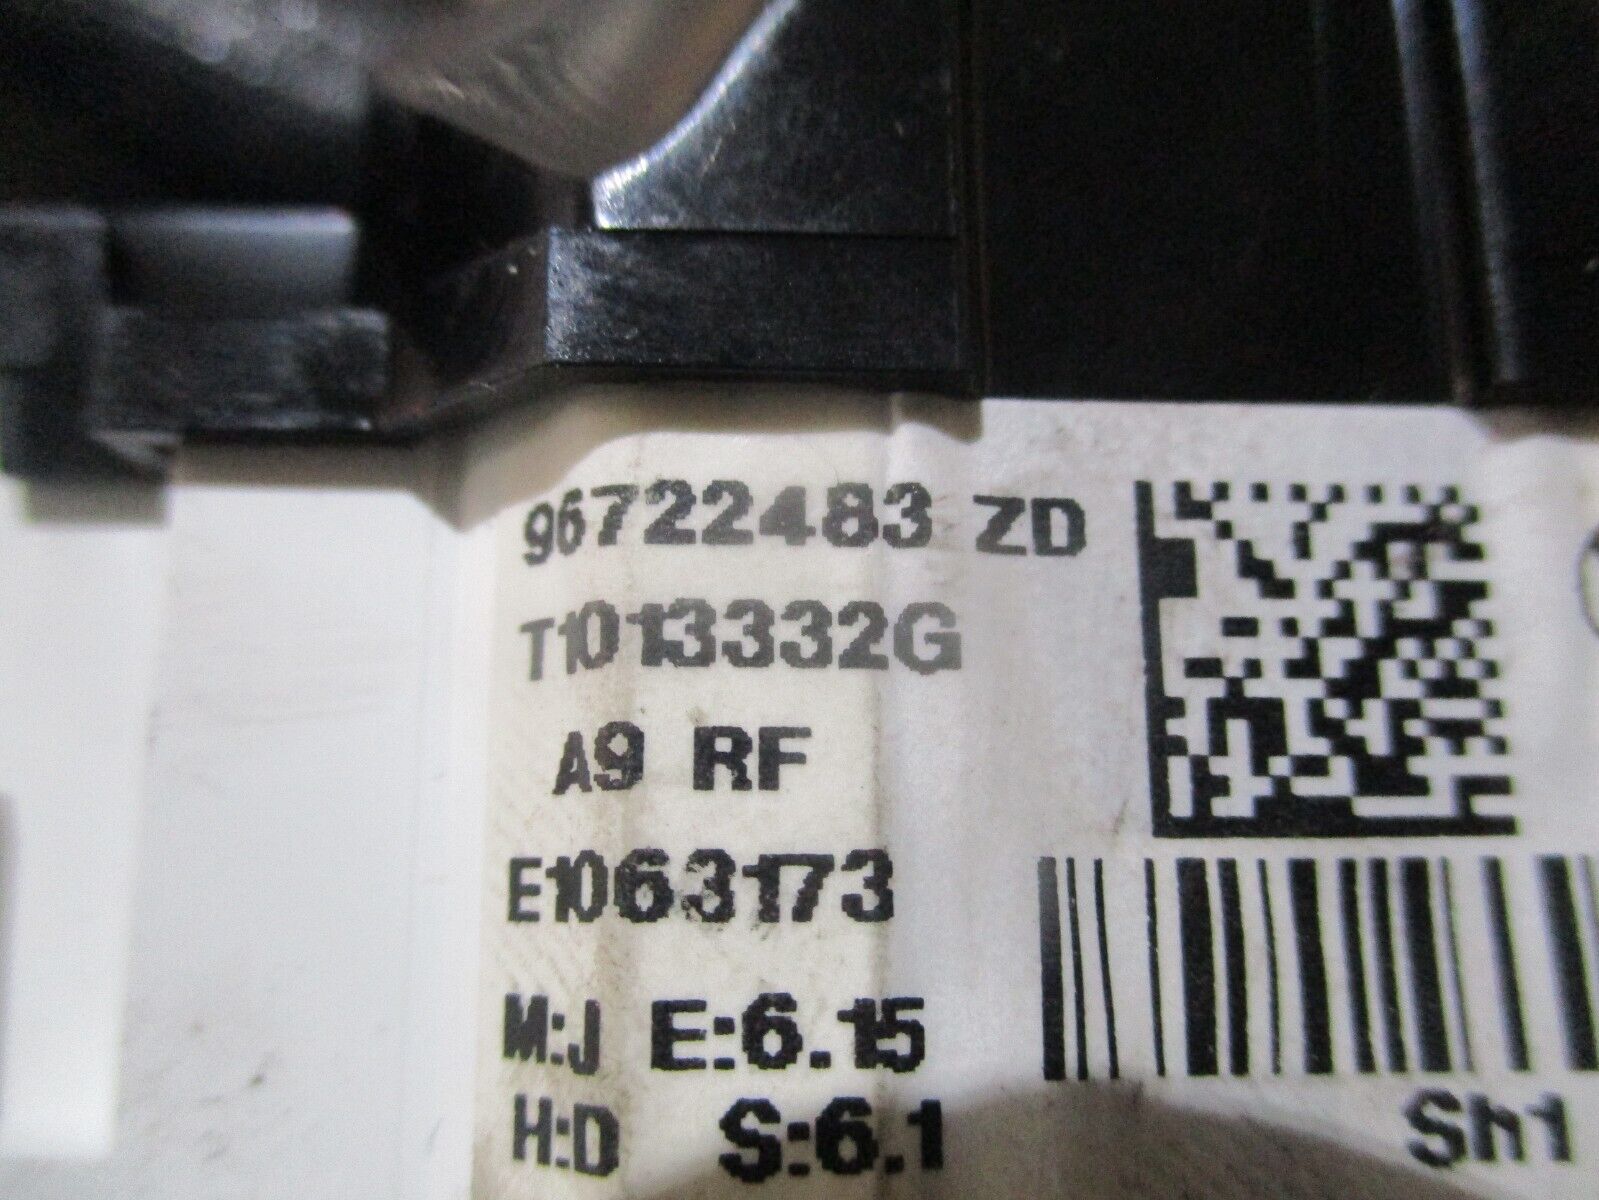 96722483 ZD
T1013332G
A9 RF
E1063173
M:J E:6.15
H:D S:6.1
Sh1